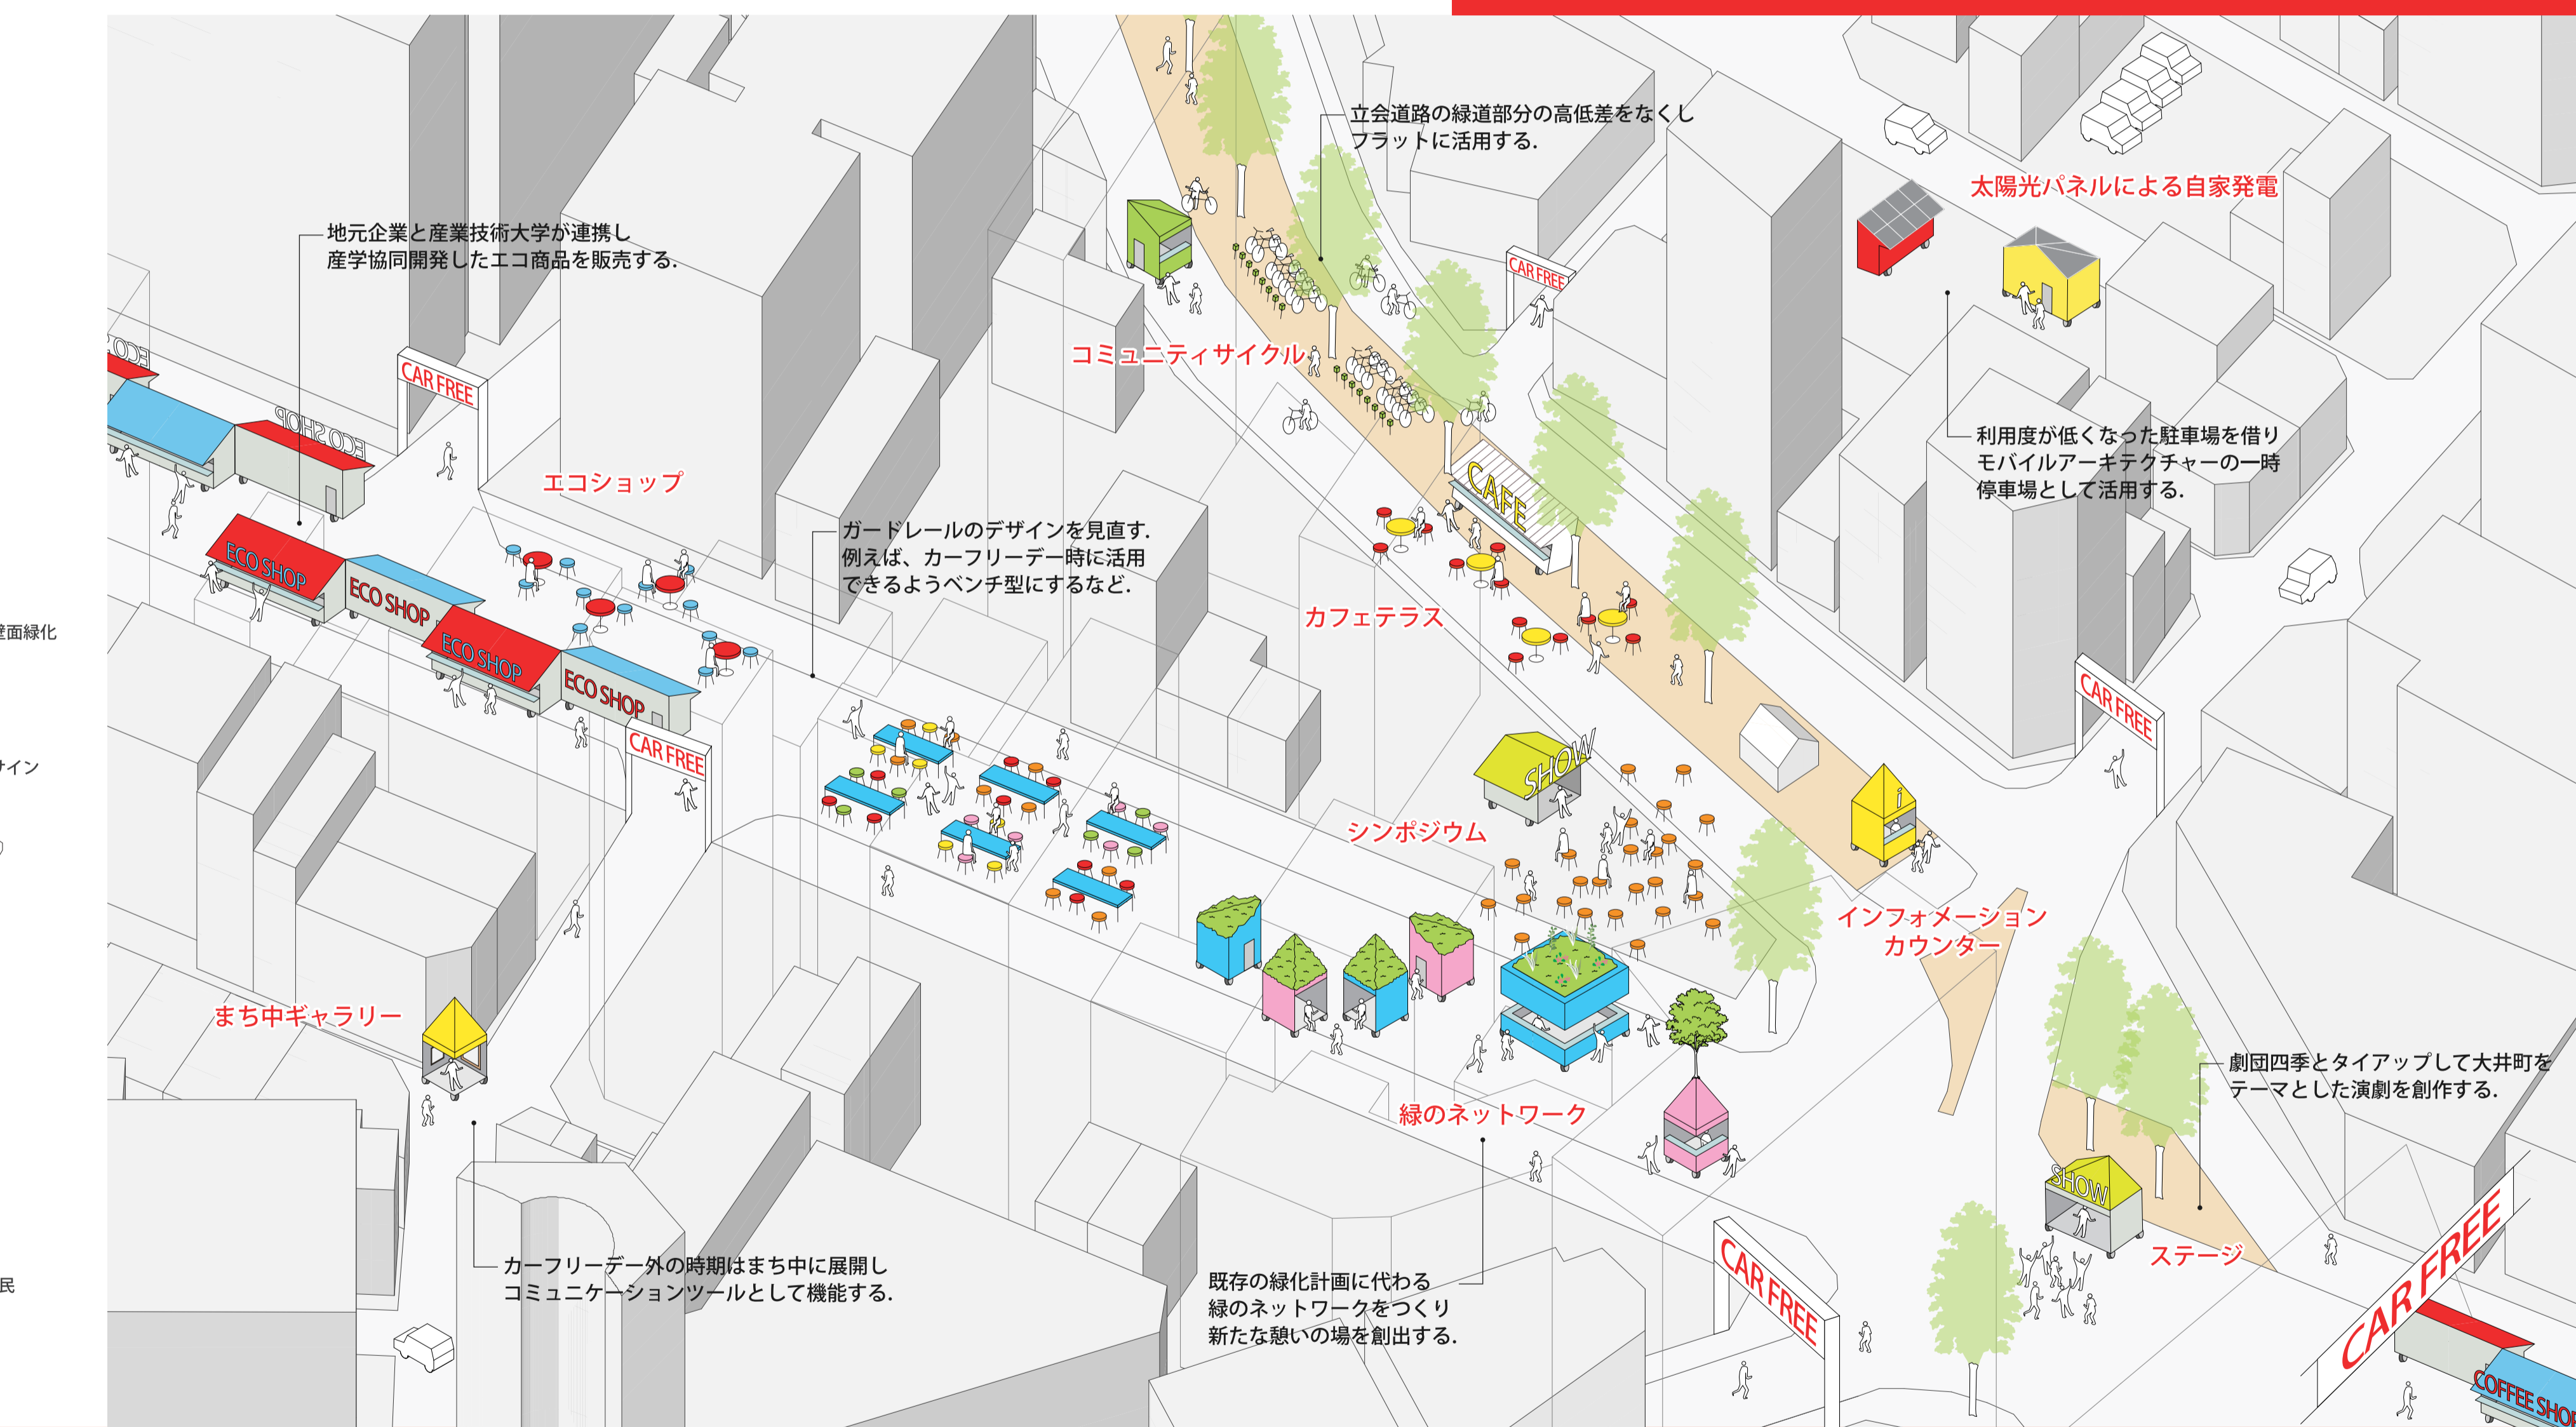 立会道路の緑道部分の高低差をなくし
フラットに活用する.
太陽光パネルによる自家発電
地元企業と産業技術大学が連携し
産学協同開発したエコ商品を販売する.
CAR FREE
コミュニティサイクル
ECO SHOP
CAR FREE
エコショップ
利用度が低くなった駐車場を借り
モバイルアーキテクチャーの一時
停車場として活用する.
CAFE
ガードレールのデザインを見直す.
例えば、カーフリーデー時に活用
できるようベンチ型にするなど.
ECO SHOP
ECO SHOP
ECO SHOP
ECO SHOP
カフェテラス
壁面緑化
CAR FREE
CAR FREE
サイン
SHOW
シンポジウム
i
インフォメーション
カウンター
まち中ギャラリー
緑のネットワーク
劇団四季とタイアップして大井町を
テーマとした演劇を創作する.
SHOW
ステージ
カーフリーデー外の時期はまち中に展開し
コミュニケーションツールとして機能する.
既存の緑化計画に代わる
緑のネットワークをつくり
新たな憩いの場を創出する.
民
CAR FREE
CAR FREE
COFFEE SHOP